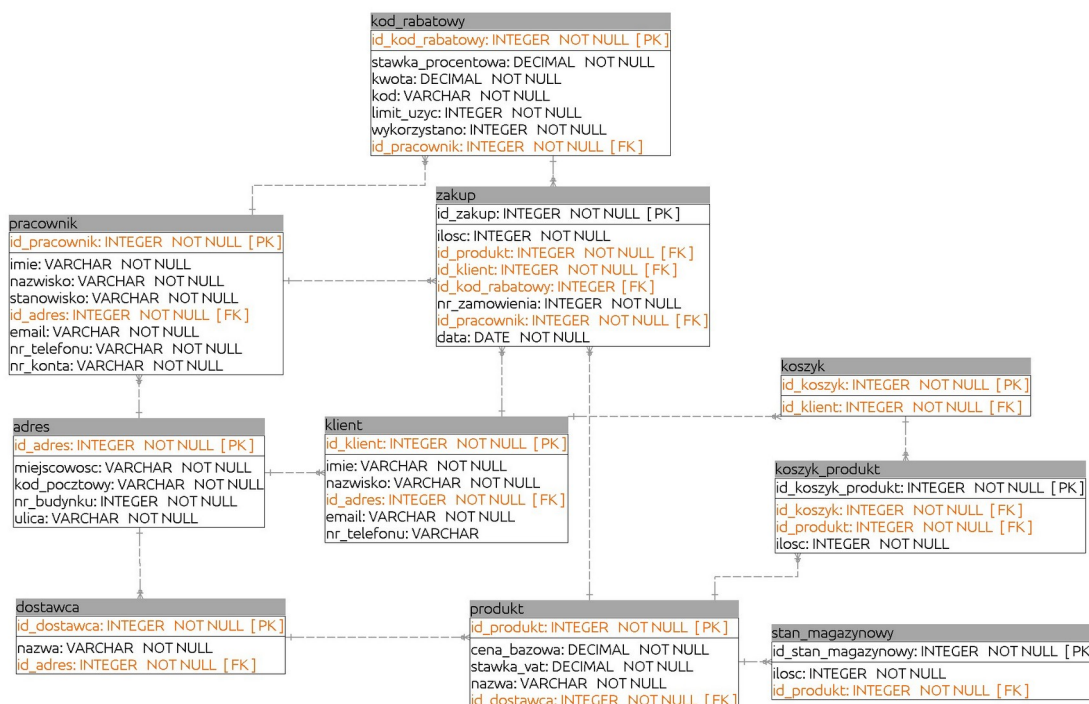 kod_rabatowy
id_kod_rabatowy: INTEGER NOT NULL [ PK ]
stawka_procentowa: DECIMAL NOT NULL
kwota: DECIMAL NOT NULL
kod: VARCHAR NOT NULL
limit_uzyc: INTEGER NOT NULL
wykorzystano: INTEGER NOT NULL
id_pracownik: INTEGER NOT NULL [ FK ]
zakup
id_zakup: INTEGER NOT NULL [ PK ]
ilosc: INTEGER NOT NULL
id_produkt: INTEGER NOT NULL [ FK ]
id_klient: INTEGER NOT NULL [ FK ]
id_kod_rabatowy: INTEGER [ FK ]
nr_zamowienia: INTEGER NOT NULL
id_pracownik: INTEGER NOT NULL [ FK ]
data: DATE NOT NULL
pracownik
id_pracownik: INTEGER NOT NULL [ PK ]
imie: VARCHAR NOT NULL
nazwisko: VARCHAR NOT NULL
stanowisko: VARCHAR NOT NULL
id_adres: INTEGER NOT NULL [ FK ]
email: VARCHAR NOT NULL
nr_telefonu: VARCHAR NOT NULL
nr_konta: VARCHAR NOT NULL
koszyk
id_koszyk: INTEGER NOT NULL [ PK ]
id_klient: INTEGER NOT NULL [ FK ]
adres
id_adres: INTEGER NOT NULL [ PK ]
miejscowosc: VARCHAR NOT NULL
kod_pocztowy: VARCHAR NOT NULL
nr_budynku: INTEGER NOT NULL
ulica: VARCHAR NOT NULL
klient
id_klient: INTEGER NOT NULL [ PK ]
imie: VARCHAR NOT NULL
nazwisko: VARCHAR NOT NULL
id_adres: INTEGER NOT NULL [ FK ]
email: VARCHAR NOT NULL
nr_telefonu: VARCHAR
koszyk_produkt
id_koszyk_produkt: INTEGER NOT NULL [ PK ]
id_koszyk: INTEGER NOT NULL [ FK ]
id_produkt: INTEGER NOT NULL [ FK ]
ilosc: INTEGER NOT NULL
dostawca
id_dostawca: INTEGER NOT NULL [ PK ]
nazwa: VARCHAR NOT NULL
id_adres: INTEGER NOT NULL [ FK ]
produkt
id_produkt: INTEGER NOT NULL [ PK ]
cena_bazowa: DECIMAL NOT NULL
stawka_vat: DECIMAL NOT NULL
nazwa: VARCHAR NOT NULL
id_dostawca: INTEGER NOT NULL [ FK ]
stan_magazynowy
id_stan_magazynowy: INTEGER NOT NULL [ PK
ilosc: INTEGER NOT NULL
id_produkt: INTEGER NOT NULL [ FK ]